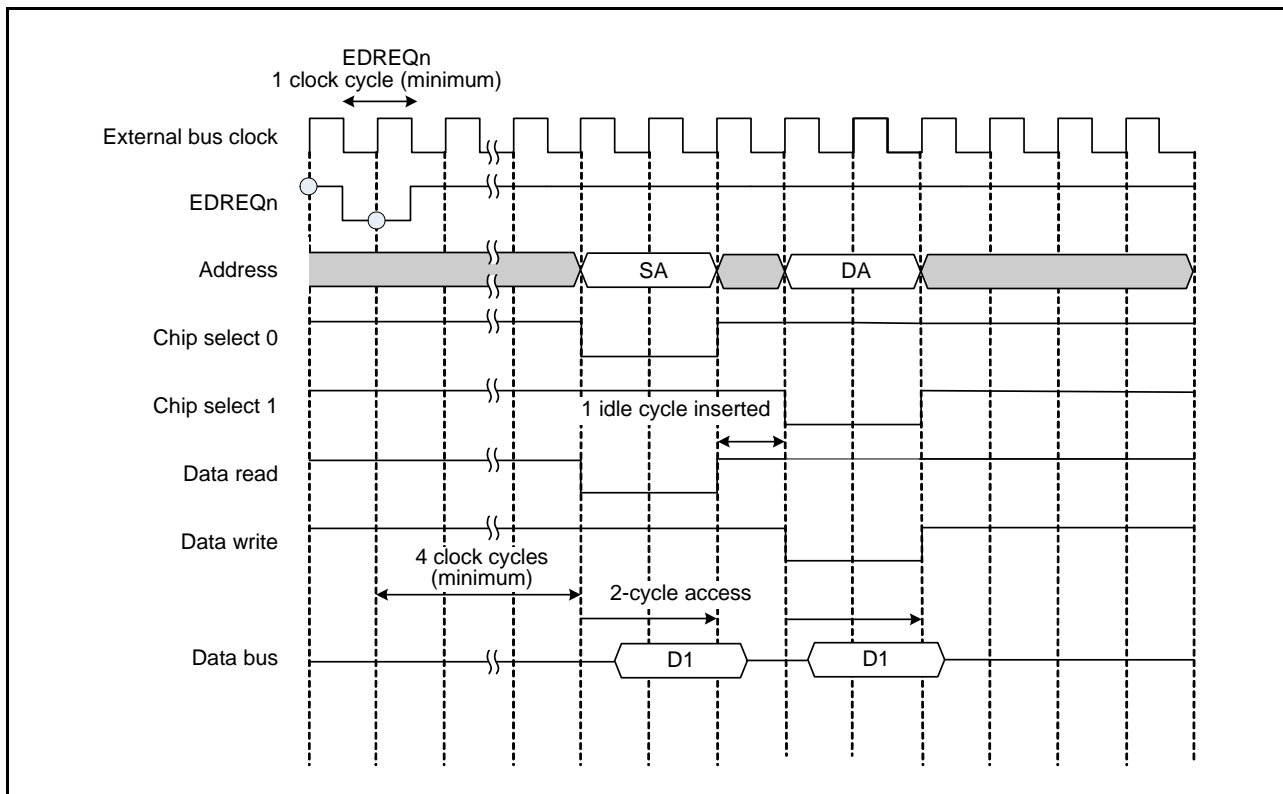 EDREQn
1 clock cycle (minimum)
External bus clock
EDREQn
Address
SA
DA
Chip select 0
Chip select 1
1 idle cycle inserted
Data read
Data write
4 clock cycles
(minimum)
2-cycle access
Data bus
D1
D1